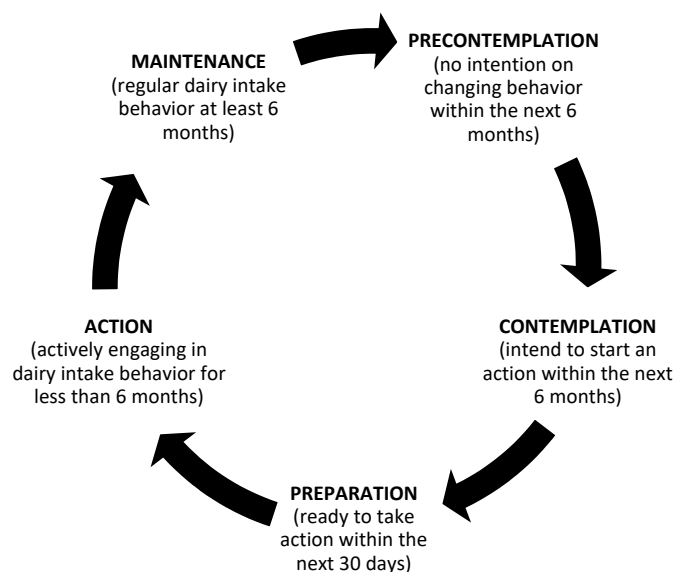 MAINTENANCE
(regular dairy intake
behavior at least 6
months)
PRECONTEMPLATION
(no intention on
changing behavior
within the next 6
months)
CONTEMPLATION
(intend to start an
action within the next
6 months)
PREPARATION
(ready to take
action within the
next 30 days)
ACTION
(actively engaging in
dairy intake behavior for
less than 6 months)